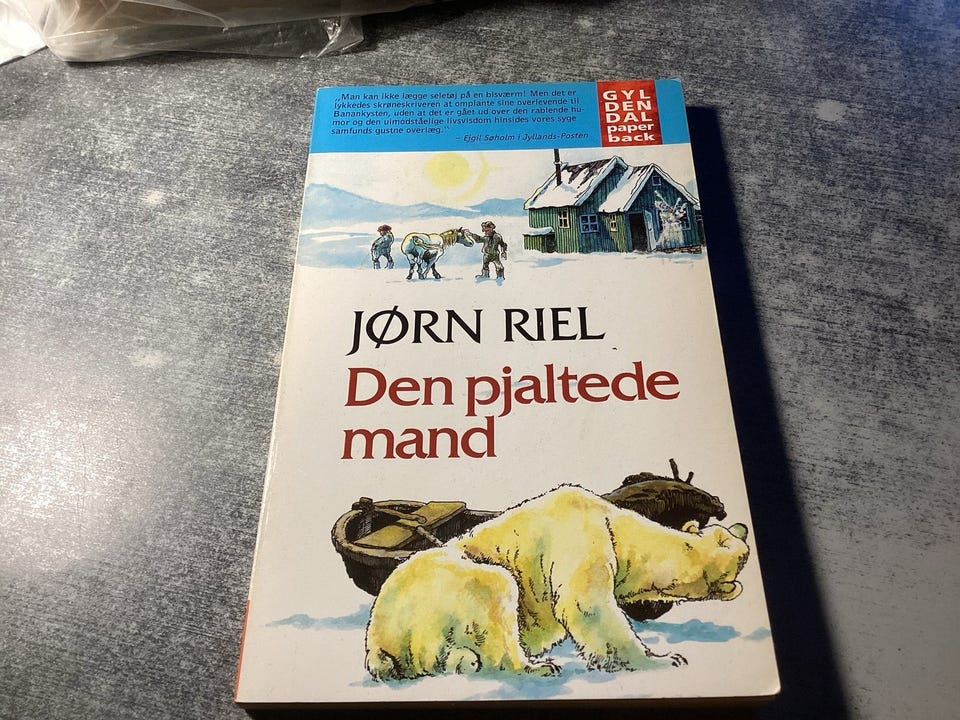 „Man kan ikke lægge seletøj på en bisværm! Men det er
lykkedes skrøneskriveren at omplante sine overlevende til
Banankysten, uden at det er gået ud over den rablende hu-
mor og den uimodståelige livsvisdom hinsides vores syge
samfunds gustne overlæg."
– Ejgil Søholm i Jyllands-Posten
GYL
DEN
DAL
paper
back
JØRN RIEL
Den pjaltede
mand